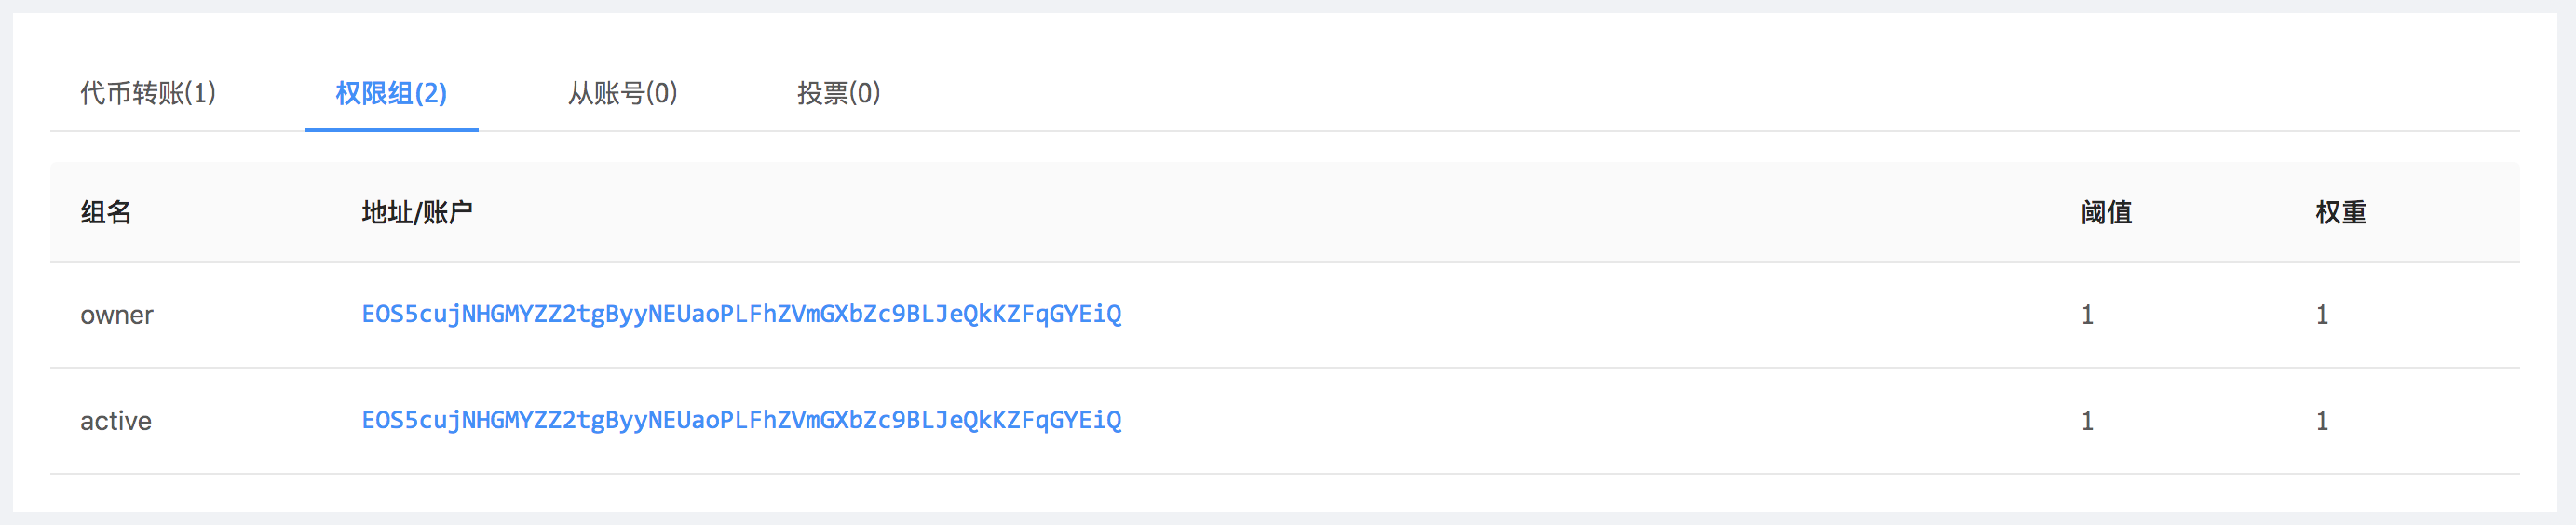 代币转账(1) 权限组(2) 从账号(0) 投票(0)
组名 地址/账户 阈值 权重
owner EOS5cujNHGMYZZ2tgByyNEUaoPLFhZVmGXbZc9BLJeQkKZFqGYEiQ 1 1
active EOS5cujNHGMYZZ2tgByyNEUaoPLFhZVmGXbZc9BLJeQkKZFqGYEiQ 1 1